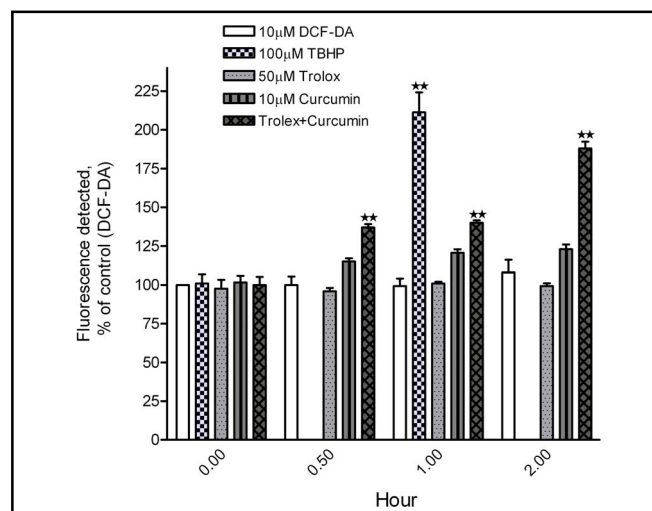 10μM DCF-DA
100μM TBHP
50μM Trolox
10μM Curcumin
Trolex+Curcumin
Fluorescence detected,
% of control (DCF-DA)
225
200
175
150
125
100
75
50
25
0
★★
★★
★★
★★
0.00
0.50
1.00
2.00
Hour